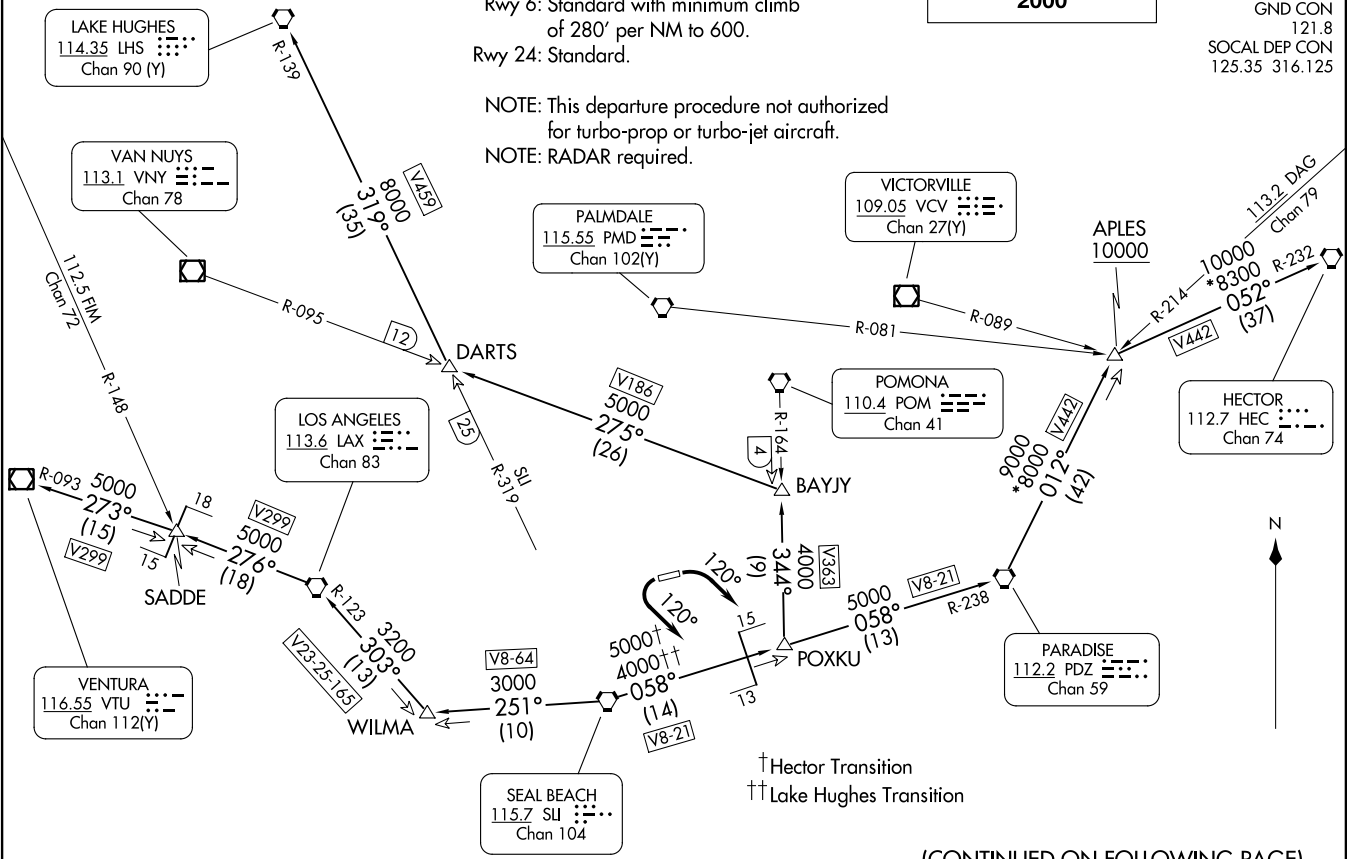 Rwy 6: Standard with minimum climb
of 280' per NM to 600.
Rwy 24: Standard.
2000
GND CON
121.8
SOCAL DEP CON
125.35 316.125
NOTE: This departure procedure not authorized
for turbo-prop or turbo-jet aircraft.
NOTE: RADAR required.
LAKE HUGHES
114.35 LHS
Chan 90 (Y)
R-139
V459
8000
319°
(35)
VAN NUYS
113.1 VNY
Chan 78
R-095
12
DARTS
25
SLI
R-319
112.5 FIM
Chan 72
R-148
PALMDALE
115.55 PMD
Chan 102(Y)
R-081
VICTORVILLE
109.05 VCV
Chan 27(Y)
R-089
APLES
10000
113.2 DAG
Chan 79
R-214
10000
*8300
052°
(37)
R-232
V442
HECTOR
112.7 HEC
Chan 74
POMONA
110.4 POM
Chan 41
R-164
4
BAYJY
V186
5000
275°
(26)
V442
9000
*8000
012°
(42)
LOS ANGELES
113.6 LAX
Chan 83
R-093
5000
273°
(15)
V299
18
15
SADDE
V299
5000
276°
(18)
R-123
3200
303°
(13)
V23-25-165
WILMA
VENTURA
116.55 VTU
Chan 112(Y)
V8-64
3000
251°
(10)
120°
120°
5000†
4000††
058°
(14)
V8-21
15
13
V363
4000
344°
(9)
POXKU
5000
058°
(13)
V8-21
R-238
PARADISE
112.2 PDZ
Chan 59
N
SEAL BEACH
115.7 SLI
Chan 104
†Hector Transition
††Lake Hughes Transition
(CONTINUED ON FOLLOWING PAGE)